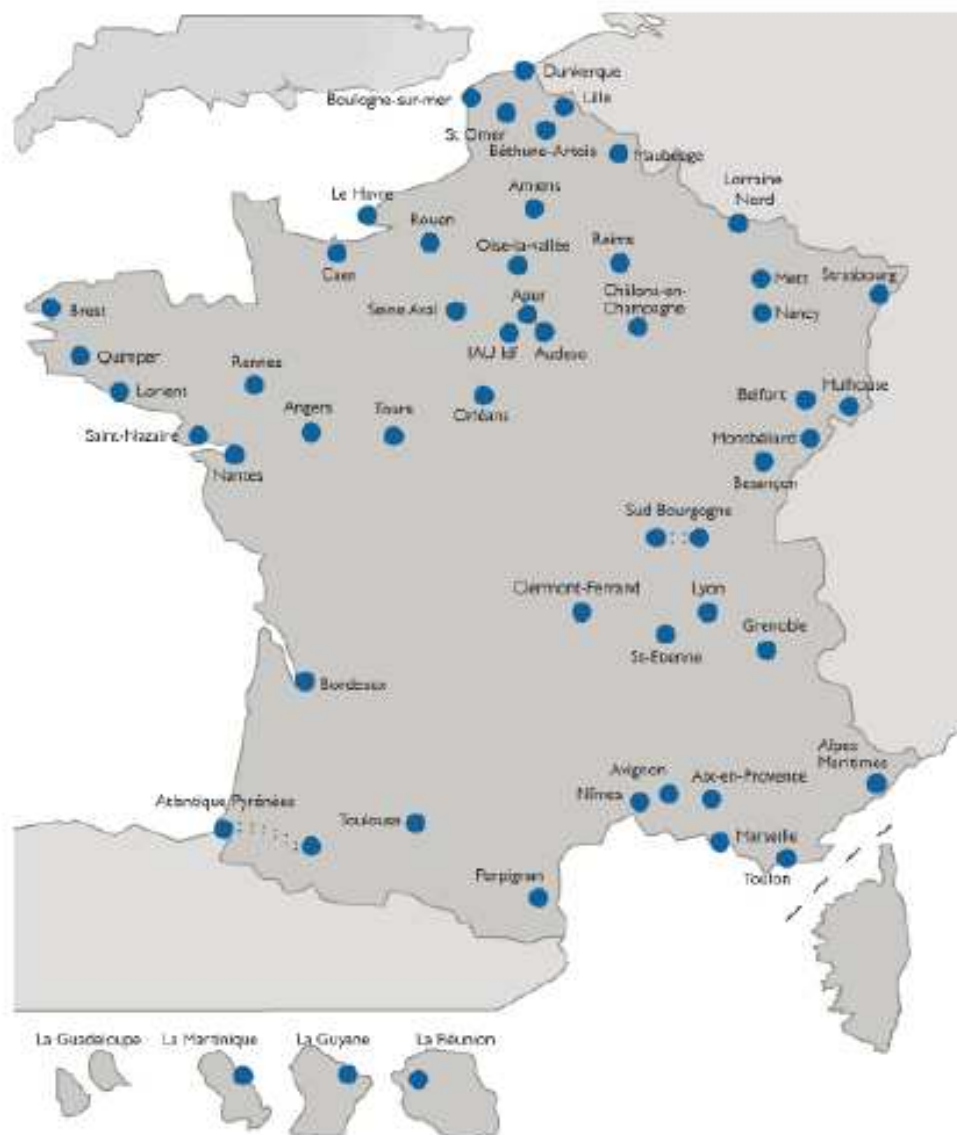 Dunkerque
Boulogne-sur-mer
Lille
St Omer
Béthune-Artois
Maubeuge
Lorraine
Nord
Le Havre
Amiens
Rouen
Oise-la-vallée
Reims
Caen
Metz
Strasbourg
Brest
Seine Aval
Apur
Châlons-en-
Champagne
Nancy
IAU îdF
Audeso
Quimper
Rennes
Lorient
Belfort
Mulhouse
Angers
Tours
Orléans
Saint-Nazaire
Montbéliard
Nantes
Besançon
Sud Bourgogne
Clermont-Ferrand
Lyon
Grenoble
St-Etienne
Bordeaux
Alpes
Maritimes
Avignon
Aix-en-Provence
Nîmes
Atlantique Pyrénées
Toulouse
Marseille
Toulon
Perpignan
La Guadeloupe
La Martinique
La Guyane
La Réunion